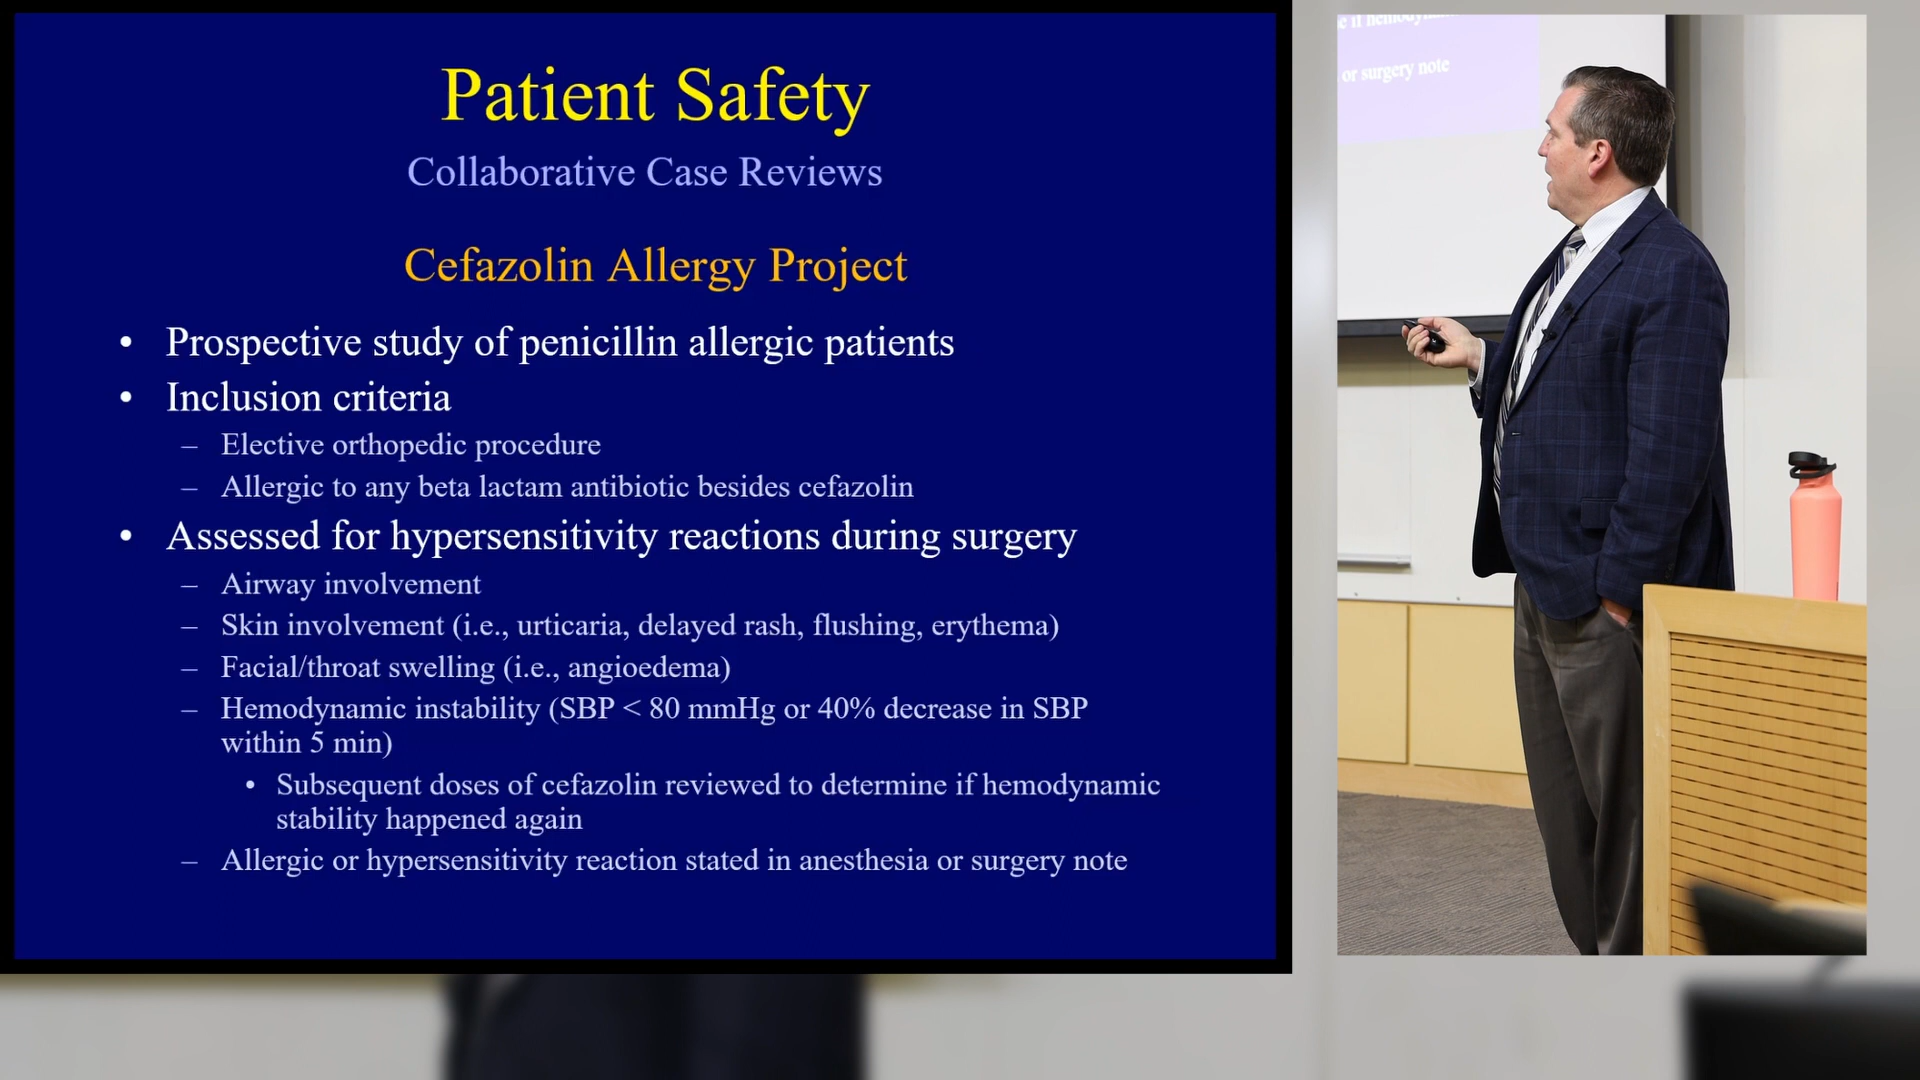 Patient Safety
Collaborative Case Reviews
Cefazolin Allergy Project
• Prospective study of penicillin allergic patients
• Inclusion criteria
– Elective orthopedic procedure
– Allergic to any beta lactam antibiotic besides cefazolin
• Assessed for hypersensitivity reactions during surgery
– Airway involvement
– Skin involvement (i.e., urticaria, delayed rash, flushing, erythema)
– Facial/throat swelling (i.e., angioedema)
– Hemodynamic instability (SBP < 80 mmHg or 40% decrease in SBP
within 5 min)
• Subsequent doses of cefazolin reviewed to determine if hemodynamic
stability happened again
– Allergic or hypersensitivity reaction stated in anesthesia or surgery note
or surgery note